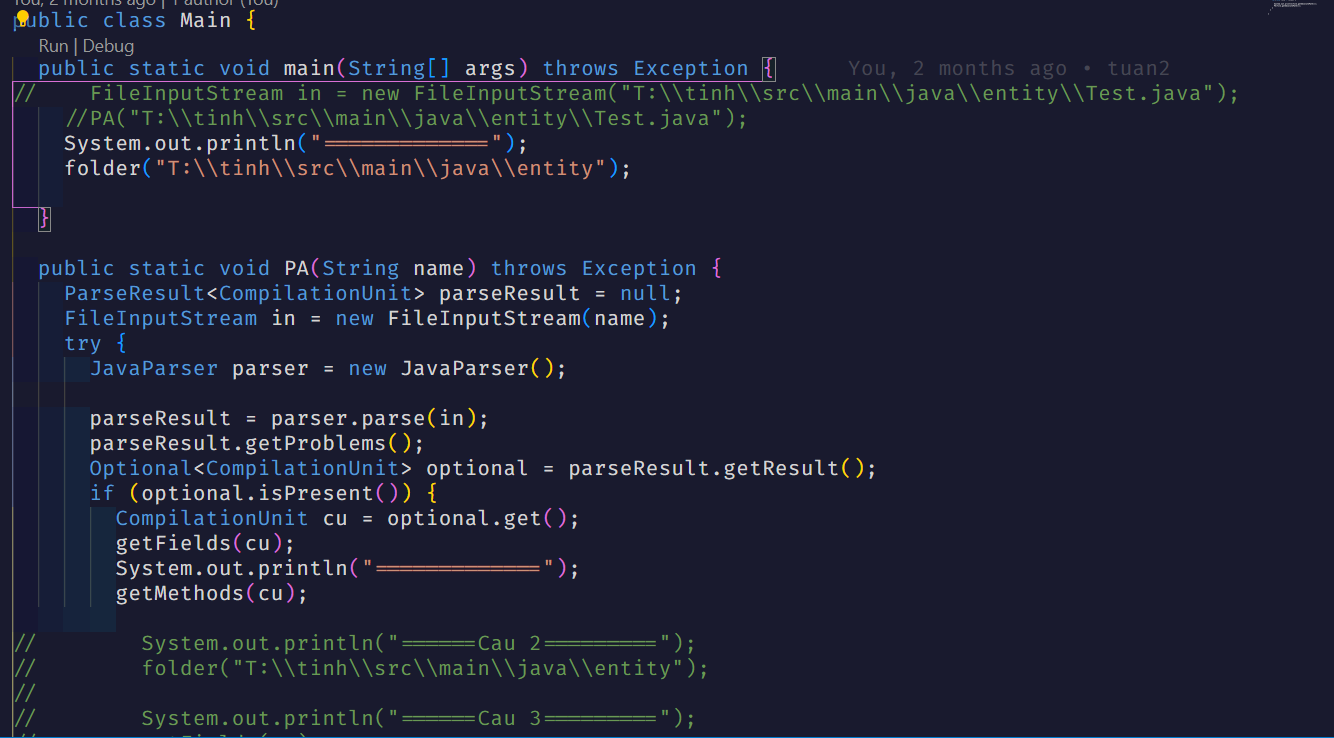 You, 2 months ago | 1 author (You)
public class Main {
Run | Debug
public static void main(String[] args) throws Exception { You, 2 months ago • tuan2
// FileInputStream in = new FileInputStream("T:\\tinh\\src\\main\\java\\entity\\Test.java");
//PA("T:\\tinh\\src\\main\\java\\entity\\Test.java");
System.out.println("=============");
folder("T:\\tinh\\src\\main\\java\\entity");
}
public static void PA(String name) throws Exception {
ParseResult<CompilationUnit> parseResult = null;
FileInputStream in = new FileInputStream(name);
try {
JavaParser parser = new JavaParser();
parseResult = parser.parse(in);
parseResult.getProblems();
Optional<CompilationUnit> optional = parseResult.getResult();
if (optional.isPresent()) {
CompilationUnit cu = optional.get();
getFields(cu);
System.out.println("=============");
getMethods(cu);
// System.out.println("======Cau 2=========");
// folder("T:\\tinh\\src\\main\\java\\entity");
//
// System.out.println("======Cau 3=========");